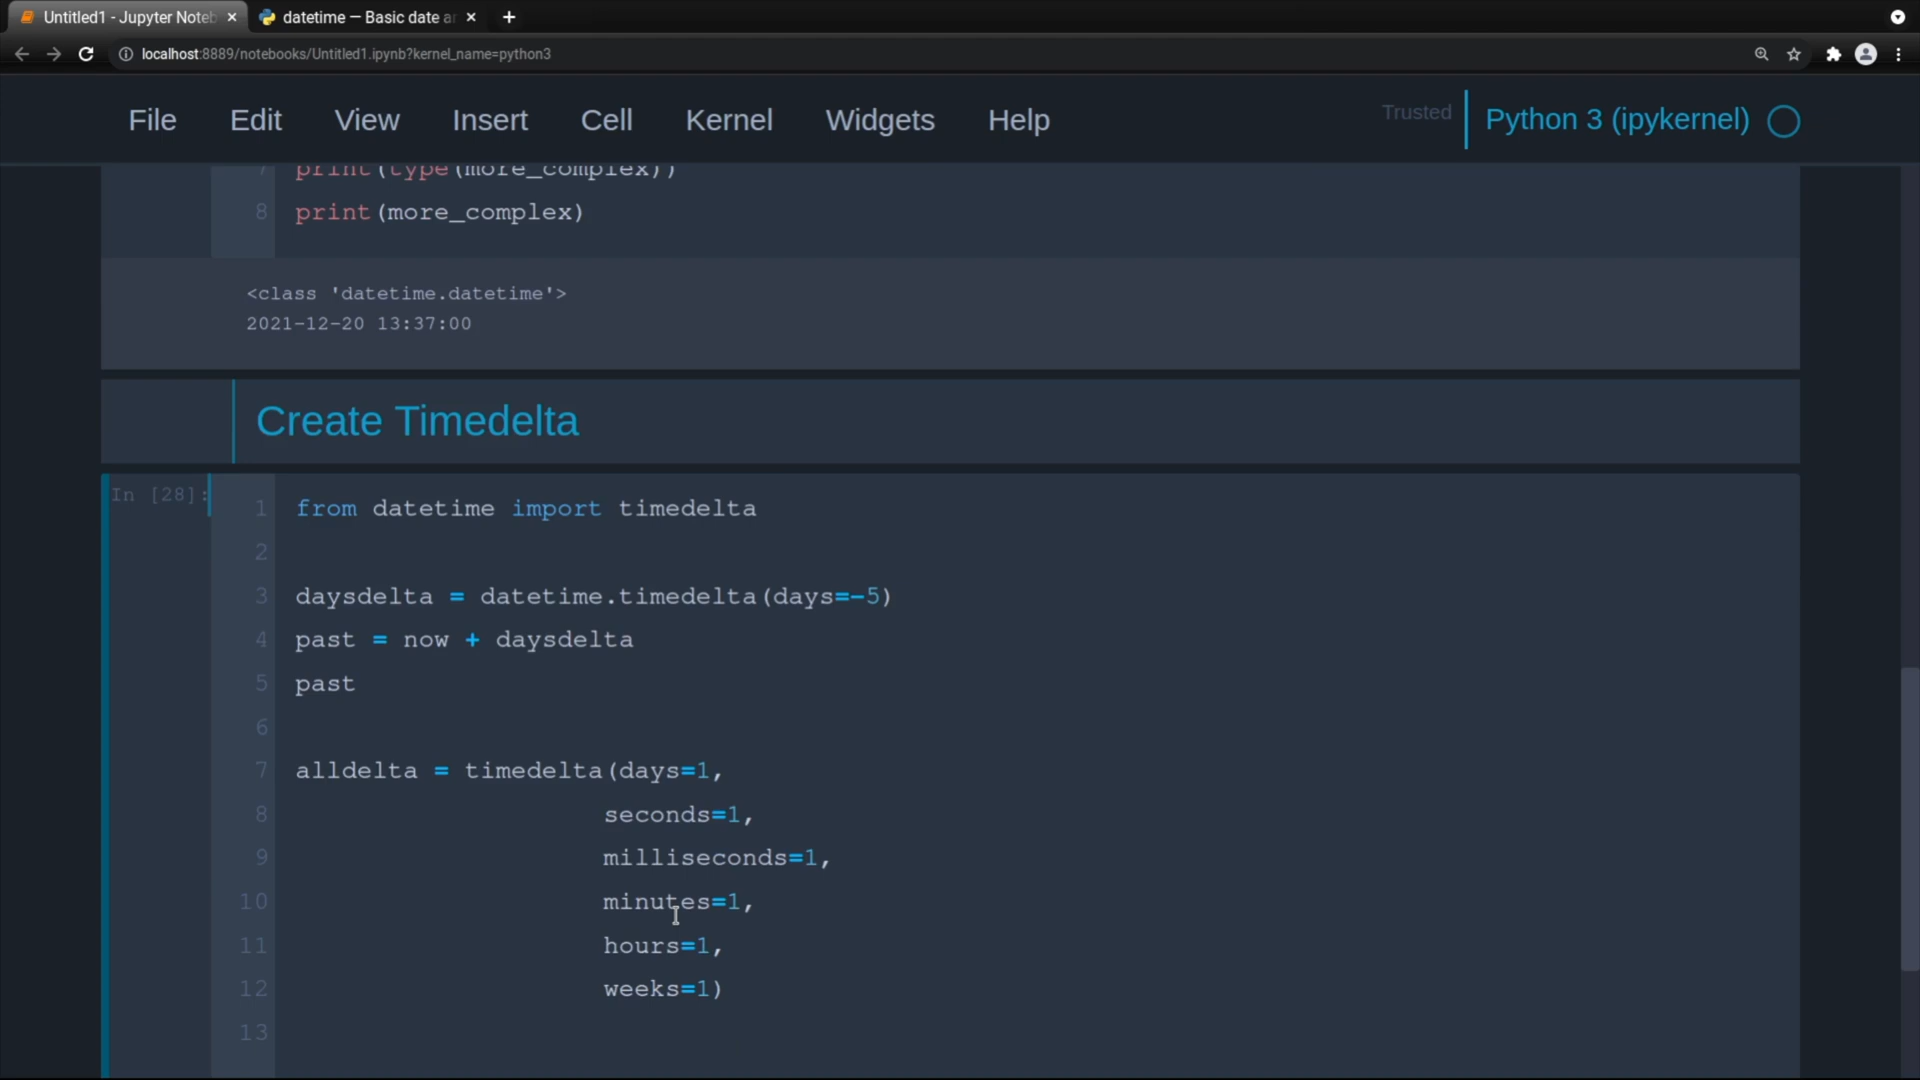 Untitled1 - Jupyter Noteb
datetime — Basic date a
localhost:8889/notebooks/Untitled1.ipynb?kernel_name=python3
File Edit View Insert Cell Kernel Widgets Help
Trusted
Python 3 (ipykernel)
7 print(type(more_complex))
8 print(more_complex)
<class 'datetime.datetime'>
2021-12-20 13:37:00
Create Timedelta
In [28]:
1 from datetime import timedelta
2
3 daysdelta = datetime.timedelta(days=-5)
4 past = now + daysdelta
5 past
6
7 alldelta = timedelta(days=1,
8 seconds=1,
9 milliseconds=1,
10 minutes=1,
11 hours=1,
12 weeks=1)
13